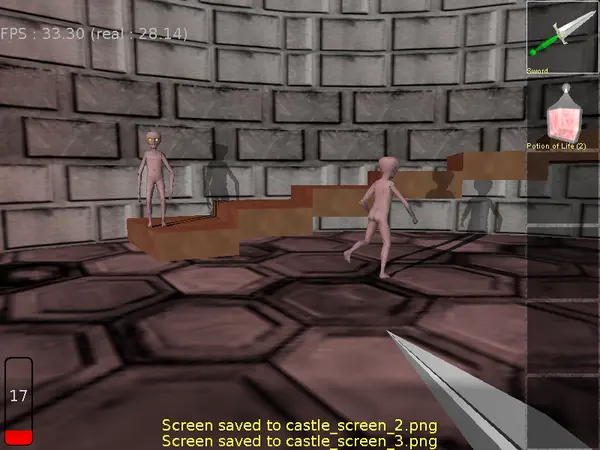 FPS : 33.30 (real : 28.14)
Sword
Potion of Life (2)
17
Screen saved to castle_screen_2.png
Screen saved to castle_screen_3.png